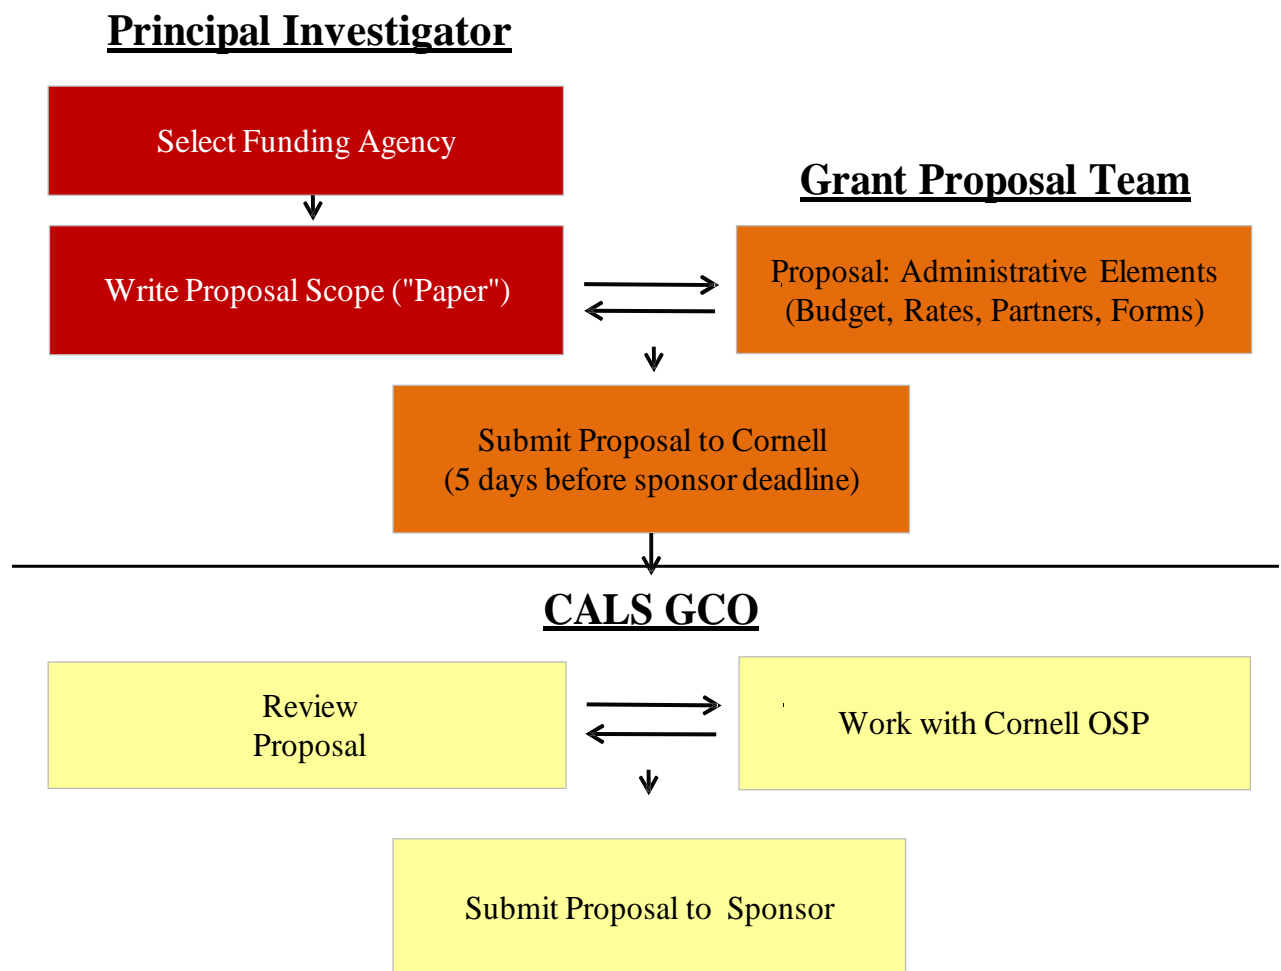 Principal Investigator
Select Funding Agency
Grant Proposal Team
Write Proposal Scope ("Paper")
Proposal: Administrative Elements
(Budget, Rates, Partners, Forms)
Submit Proposal to Cornell
(5 days before sponsor deadline)
CALS GCO
Review
Proposal
Work with Cornell OSP
Submit Proposal to Sponsor